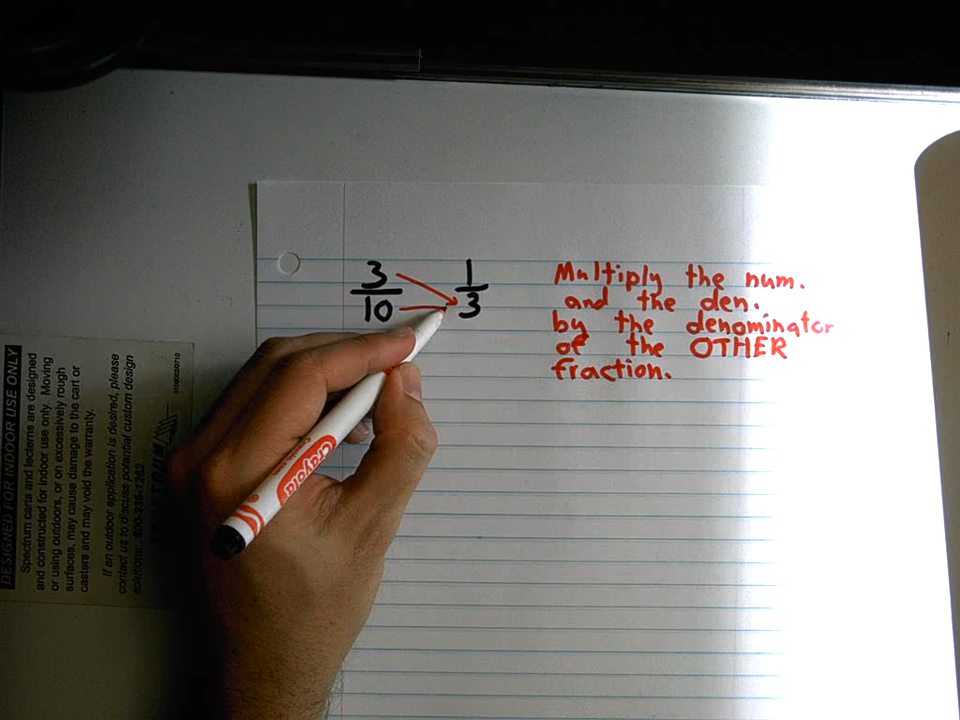 3 1
10 3
Multiply the num.
and the den.
by the denominator
of the OTHER
fraction.
Crayola
DESIGNED FOR INDOOR USE ONLY
Spectrum carts and lecterns are designed
and constructed for indoor use only. Moving
or using outdoors, or on excessively rough
surfaces, may cause damage to the cart or
casters and may void the warranty.
If an outdoor application is desired, please
contact us to discuss potential custom design
solutions: